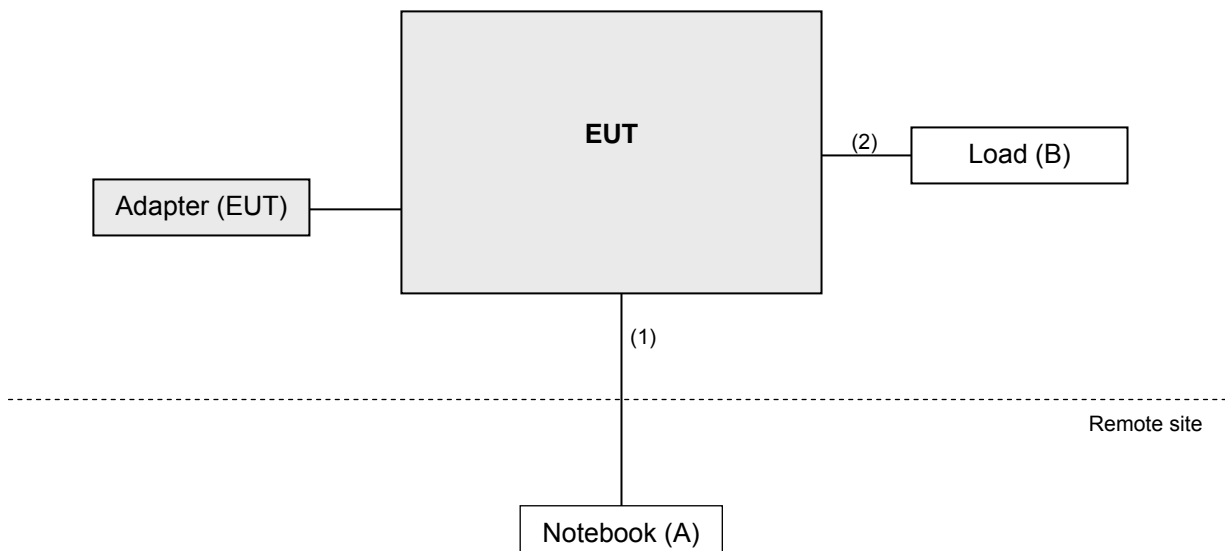 EUT
(2)
Load (B)
Adapter (EUT)
(1)
Remote site
Notebook (A)